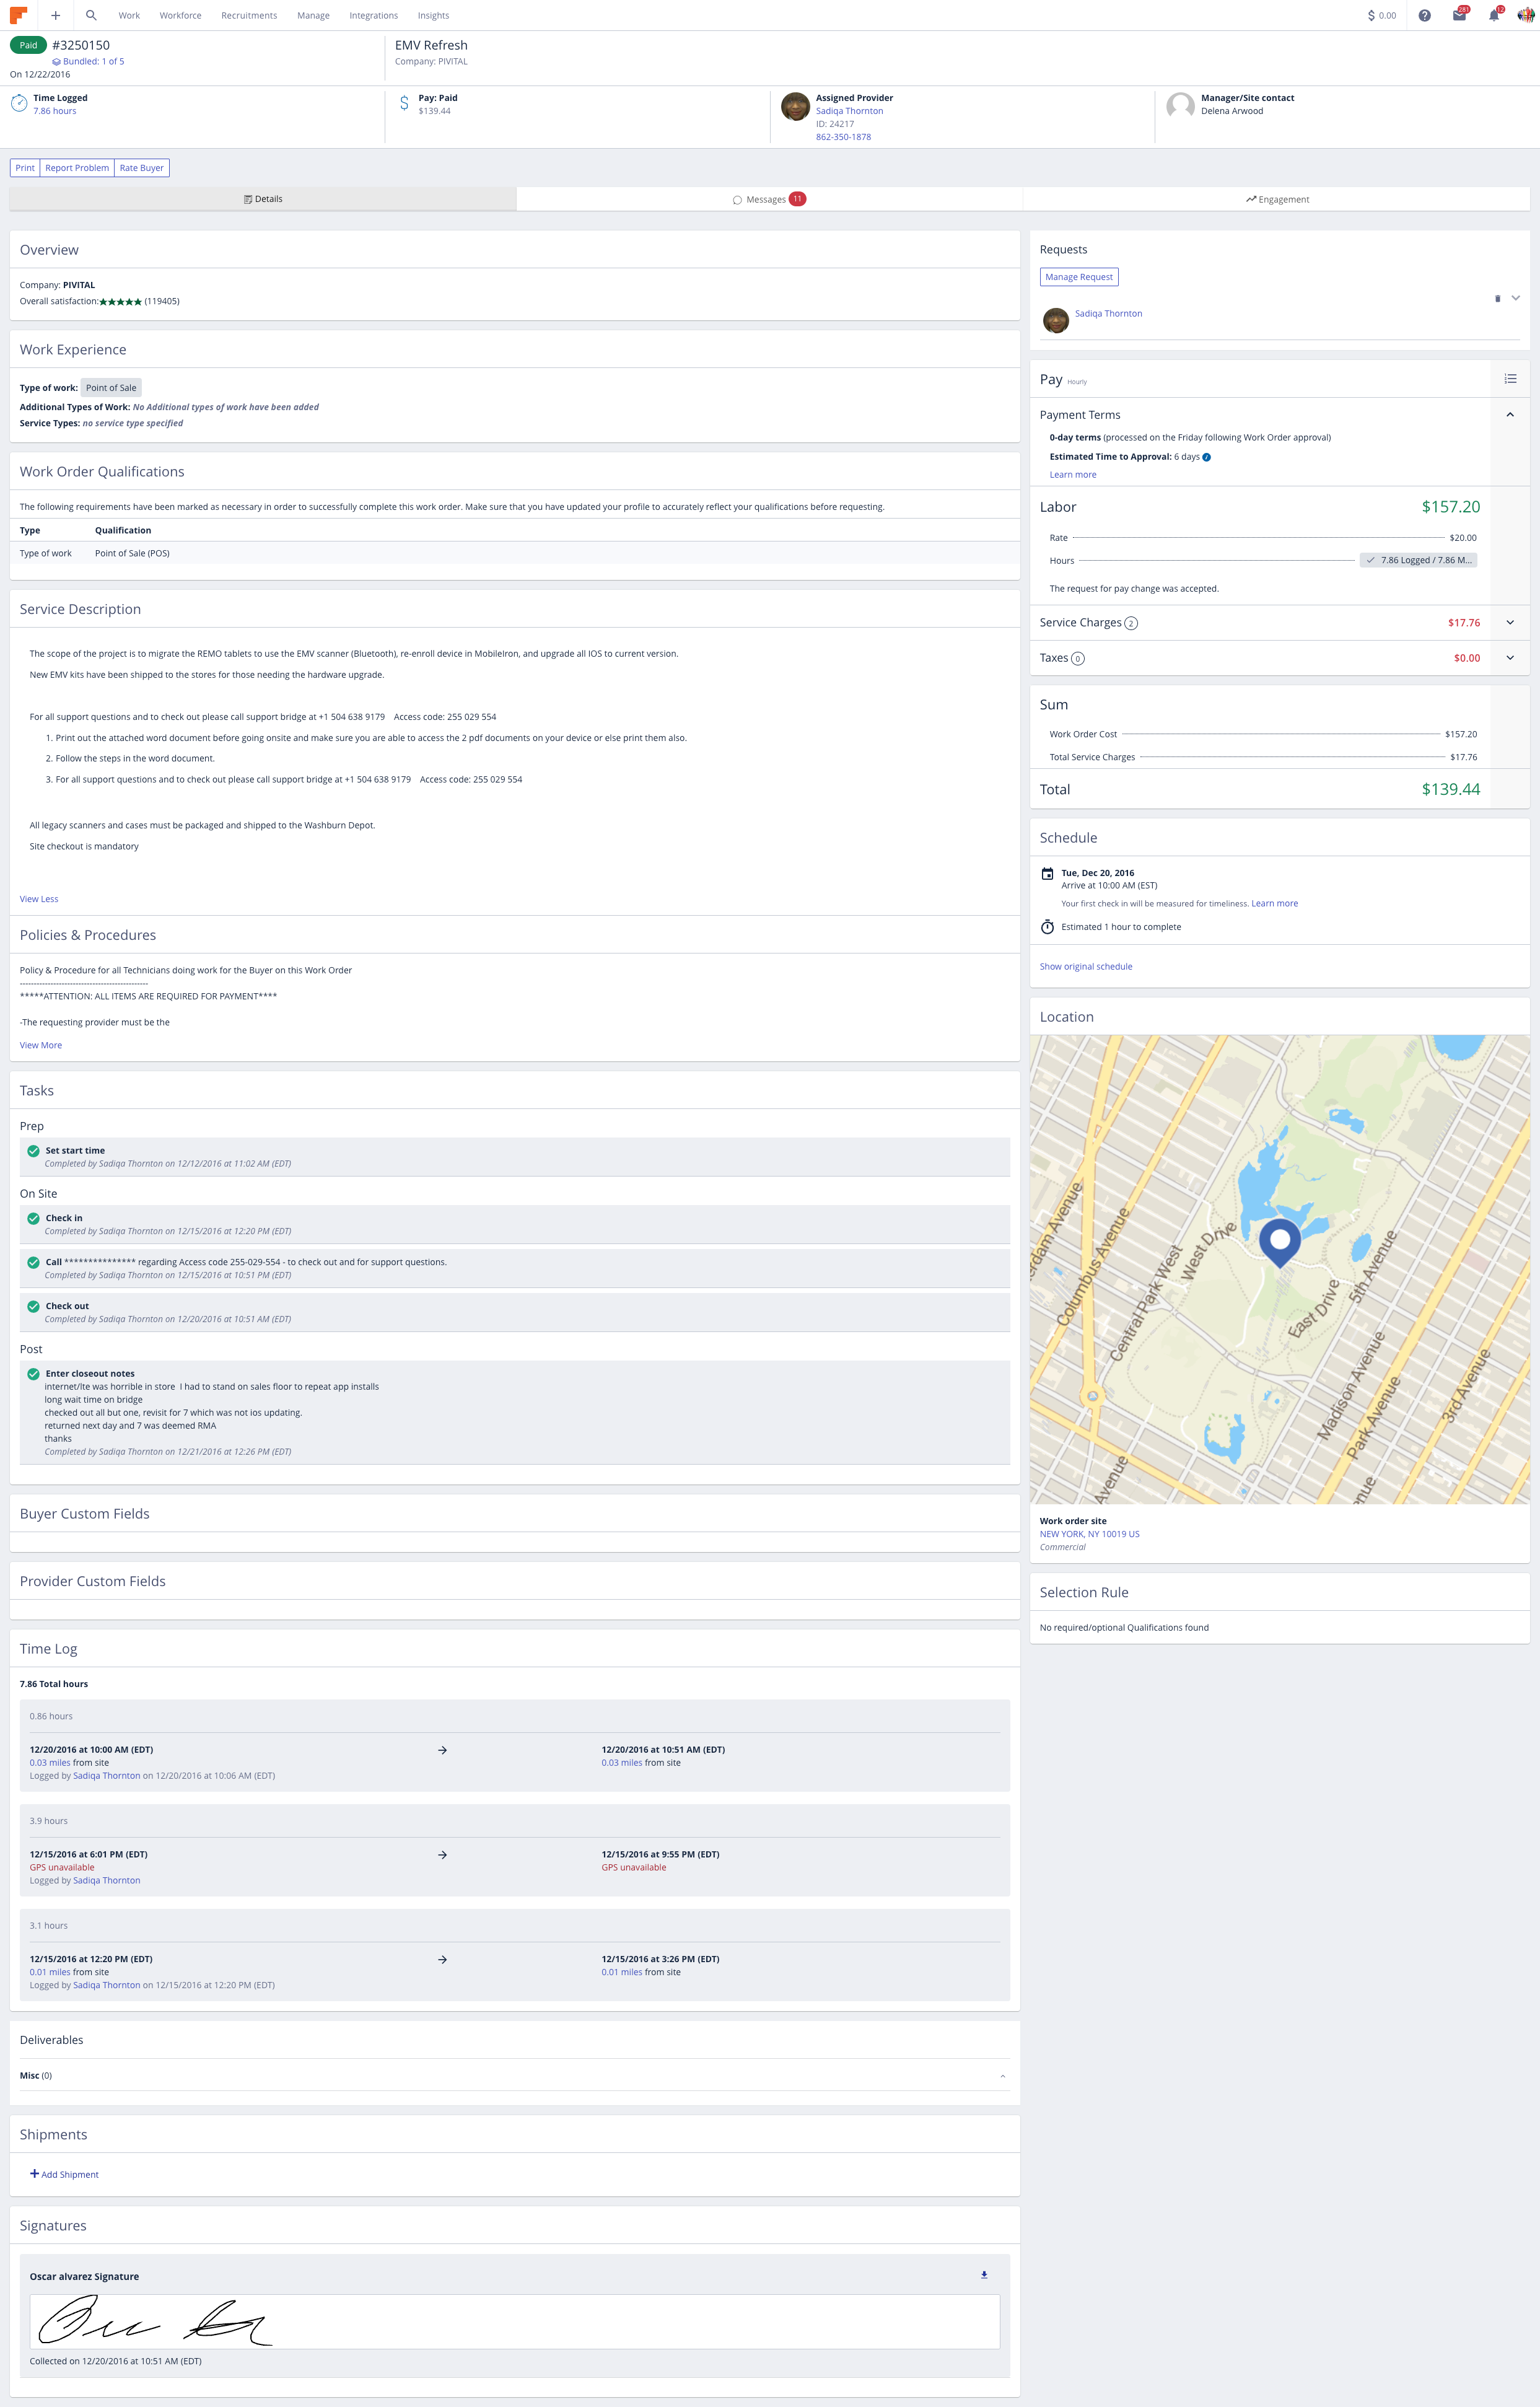 Work Workforce Recruitments Manage Integrations Insights $ 0.00 281 12
Paid #3250150
Bundled: 1 of 5
On 12/22/2016
EMV Refresh
Company: PIVITAL
Time Logged
7.86 hours
Pay: Paid
$139.44
Assigned Provider
Sadiqa Thornton
ID: 24217
862-350-1878
Manager/Site contact
Delena Arwood
Print Report Problem Rate Buyer
Details Messages 11 Engagement
Overview
Company: PIVITAL
Overall satisfaction:★★★★★ (119405)
Work Experience
Type of work: Point of Sale
Additional Types of Work: No Additional types of work have been added
Service Types: no service type specified
Work Order Qualifications
The following requirements have been marked as necessary in order to successfully complete this work order. Make sure that you have updated your profile to accurately reflect your qualifications before requesting.
Type Qualification
Type of work Point of Sale (POS)
Service Description
The scope of the project is to migrate the REMO tablets to use the EMV scanner (Bluetooth), re-enroll device in MobileIron, and upgrade all IOS to current version.
New EMV kits have been shipped to the stores for those needing the hardware upgrade.
For all support questions and to check out please call support bridge at +1 504 638 9179 Access code: 255 029 554
1. Print out the attached word document before going onsite and make sure you are able to access the 2 pdf documents on your device or else print them also.
2. Follow the steps in the word document.
3. For all support questions and to check out please call support bridge at +1 504 638 9179 Access code: 255 029 554
All legacy scanners and cases must be packaged and shipped to the Washburn Depot.
Site checkout is mandatory
View Less
Policies & Procedures
Policy & Procedure for all Technicians doing work for the Buyer on this Work Order
----------------------------------------------
*****ATTENTION: ALL ITEMS ARE REQUIRED FOR PAYMENT****
-The requesting provider must be the
View More
Tasks
Prep
Set start time
Completed by Sadiqa Thornton on 12/12/2016 at 11:02 AM (EDT)
On Site
Check in
Completed by Sadiqa Thornton on 12/15/2016 at 12:20 PM (EDT)
Call *************** regarding Access code 255-029-554 - to check out and for support questions.
Completed by Sadiqa Thornton on 12/15/2016 at 10:51 PM (EDT)
Check out
Completed by Sadiqa Thornton on 12/20/2016 at 10:51 AM (EDT)
Post
Enter closeout notes
internet/lte was horrible in store I had to stand on sales floor to repeat app installs
long wait time on bridge
checked out all but one, revisit for 7 which was not ios updating.
returned next day and 7 was deemed RMA
thanks
Completed by Sadiqa Thornton on 12/21/2016 at 12:26 PM (EDT)
Buyer Custom Fields
Provider Custom Fields
Time Log
7.86 Total hours
0.86 hours
12/20/2016 at 10:00 AM (EDT) 12/20/2016 at 10:51 AM (EDT)
0.03 miles from site 0.03 miles from site
Logged by Sadiqa Thornton on 12/20/2016 at 10:06 AM (EDT)
3.9 hours
12/15/2016 at 6:01 PM (EDT) 12/15/2016 at 9:55 PM (EDT)
GPS unavailable GPS unavailable
Logged by Sadiqa Thornton
3.1 hours
12/15/2016 at 12:20 PM (EDT) 12/15/2016 at 3:26 PM (EDT)
0.01 miles from site 0.01 miles from site
Logged by Sadiqa Thornton on 12/15/2016 at 12:20 PM (EDT)
Deliverables
Misc (0)
Shipments
Add Shipment
Signatures
Oscar alvarez Signature
Collected on 12/20/2016 at 10:51 AM (EDT)
Requests
Manage Request
Sadiqa Thornton
Pay Hourly
Payment Terms
0-day terms (processed on the Friday following Work Order approval)
Estimated Time to Approval: 6 days
Learn more
Labor $157.20
Rate $20.00
Hours 7.86 Logged / 7.86 M...
The request for pay change was accepted.
Service Charges 2 $17.76
Taxes 0 $0.00
Sum
Work Order Cost $157.20
Total Service Charges $17.76
Total $139.44
Schedule
Tue, Dec 20, 2016
Arrive at 10:00 AM (EST)
Your first check in will be measured for timeliness. Learn more
Estimated 1 hour to complete
Show original schedule
Location
erdam Avenue
Columbus Avenue
Central Park West
West Drive
East Drive
5th Avenue
Madison Avenue
Park Avenue
3rd Avenue
Avenue
enue
Work order site
NEW YORK, NY 10019 US
Commercial
Selection Rule
No required/optional Qualifications found